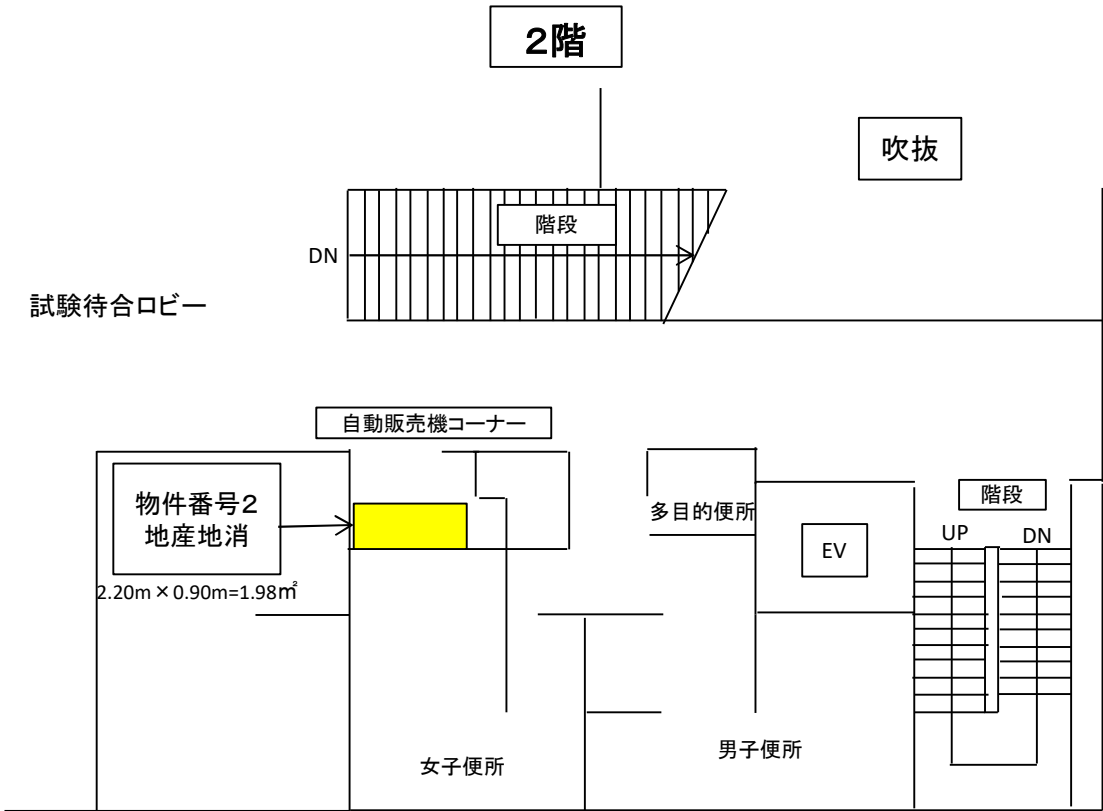 2階
吹抜
階段
DN
試験待合ロビー
自動販売機コーナー
物件番号2
地産地消
2.20m×0.90m=1.98㎡
多目的便所
EV
階段
UP
DN
女子便所
男子便所